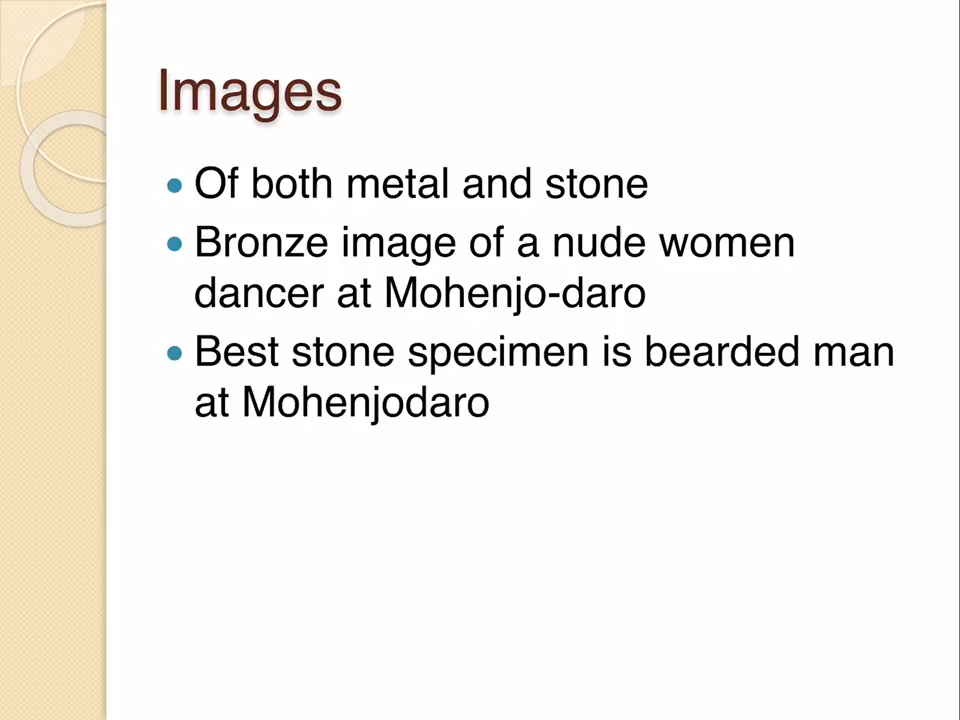 Images
Of both metal and stone
Bronze image of a nude women
dancer at Mohenjo-daro
Best stone specimen is bearded man
at Mohenjodaro